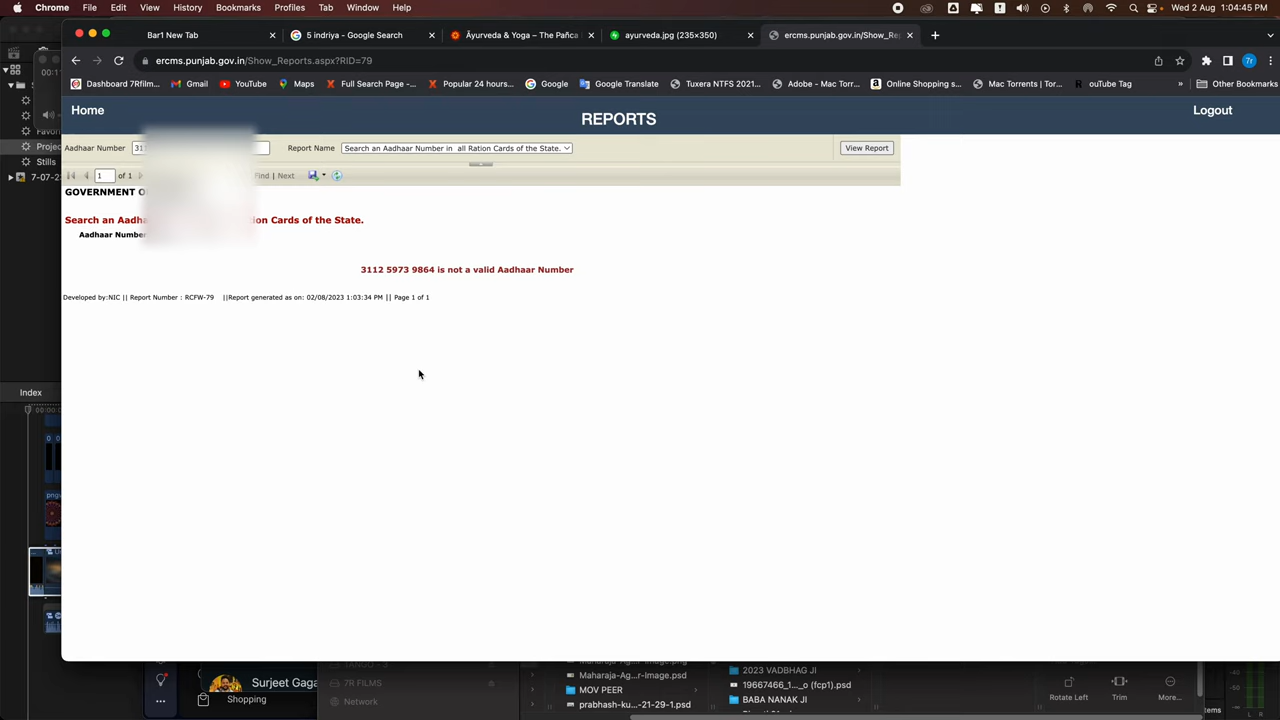 Chrome File Edit View History Bookmarks Profiles Tab Window Help Wed 2 Aug 1:04:45 PM
Bar1 New Tab 5 indriya - Google Search Āyurveda & Yoga – The Pañca ayurveda.jpg (235×350) ercms.punjab.gov.in/Show_Re
ercms.punjab.gov.in/Show_Reports.aspx?RID=79
Dashboard 7Rfilm... Gmail YouTube Maps Full Search Page -... Popular 24 hours... Google Google Translate Tuxera NTFS 2021... Adobe - Mac Torr... Online Shopping s... Mac Torrents | Tor... ouTube Tag » Other Bookmarks
Home REPORTS Logout
Aadhaar Number 31 Report Name Search an Aadhaar Number in all Ration Cards of the State. View Report
1 of 1 Find | Next
GOVERNMENT O
Search an Aadha ion Cards of the State.
Aadhaar Number
3112 5973 9864 is not a valid Aadhaar Number
Developed by:NIC || Report Number : RCFW-79 ||Report generated as on: 02/08/2023 1:03:34 PM || Page 1 of 1
Favori
Projec
Stills
7-07-2
Index
Surjeet Gaga
Shopping
7R FILMS
Network
Maharaja-Ag...r-image.psd
MOV PEER
prabhash-ku...-21-29-1.psd
2023 VADBHAG JI
19667466_1..._o (fcp1).psd
BABA NANAK JI
Rotate Left Trim More...